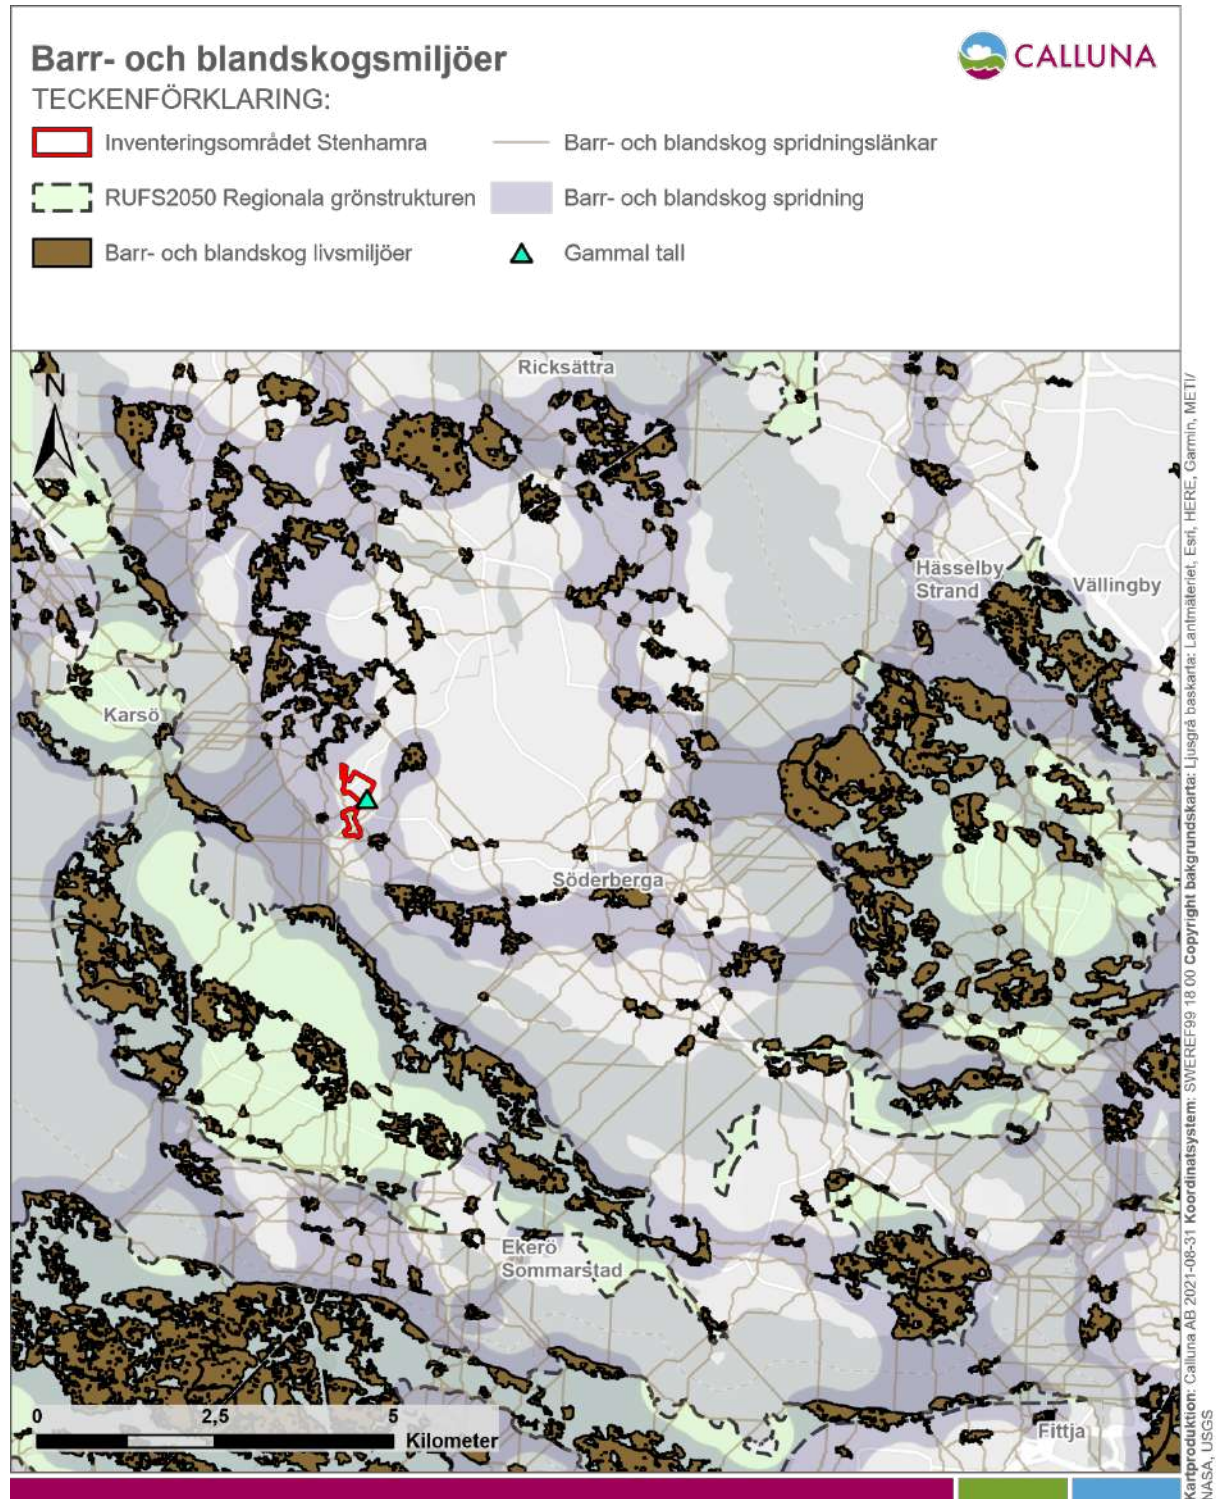 Barr- och blandskogsmiljöer
CALLUNA
TECKENFÖRKLARING:
Inventeringsområdet Stenhamra
Barr- och blandskog spridningslänkar
RUFS2050 Regionala grönstrukturen
Barr- och blandskog spridning
Barr- och blandskog livsmiljöer
Gammal tall
Ricksättra
N
Hässelby
Strand
Vällingby
Karsö
Söderberga
Ekerö
Sommarstad
0 2,5 5
Kilometer
Fittja
Kartproduktion: Calluna AB 2021-08-31 Koordinatsystem: SWEREF99 18 00 Copyright bakgrundskarta: Ljusgrå baskarta: Lantmäteriet, Esri, HERE, Garmin, METI/
NASA, USGS